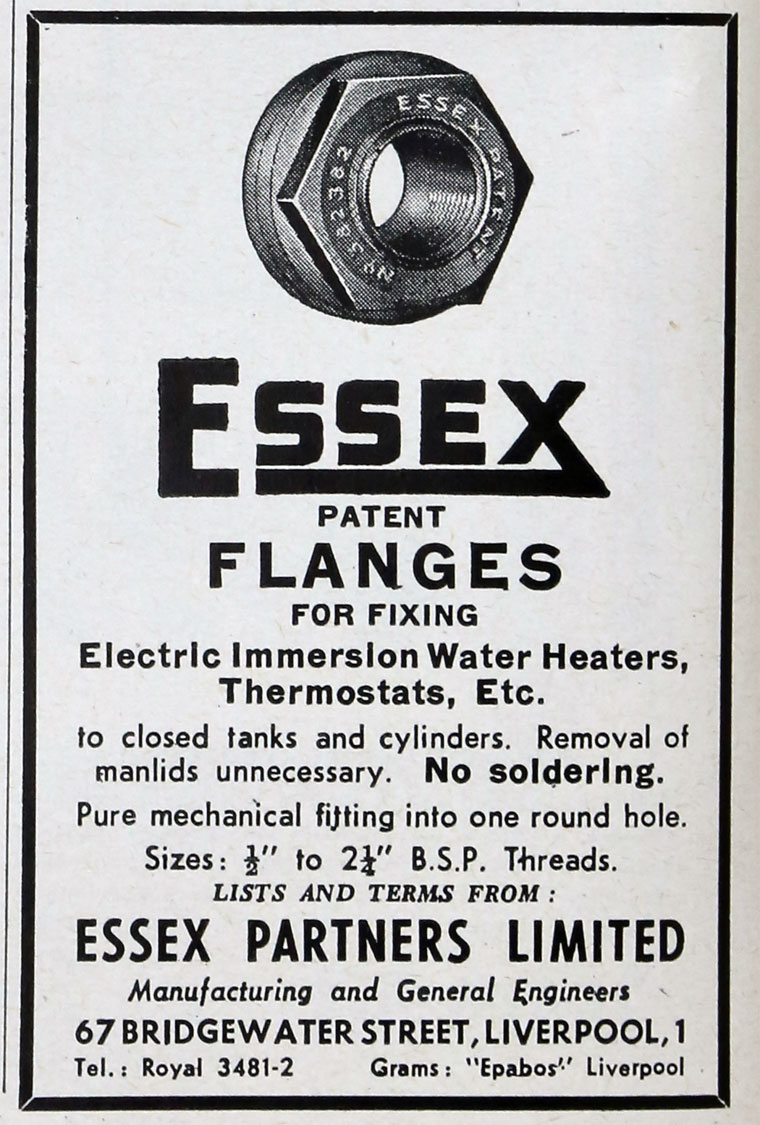 ESSEX PATENT
Nº 382382
ESSEX
PATENT
FLANGES
FOR FIXING
Electric Immersion Water Heaters,
Thermostats, Etc.
to closed tanks and cylinders. Removal of
manlids unnecessary. No soldering.
Pure mechanical fitting into one round hole.
Sizes: ½" to 2¼" B.S.P. Threads.
LISTS AND TERMS FROM:
ESSEX PARTNERS LIMITED
Manufacturing and General Engineers
67 BRIDGEWATER STREET, LIVERPOOL, 1
Tel.: Royal 3481-2 Grams: "Epabos" Liverpool